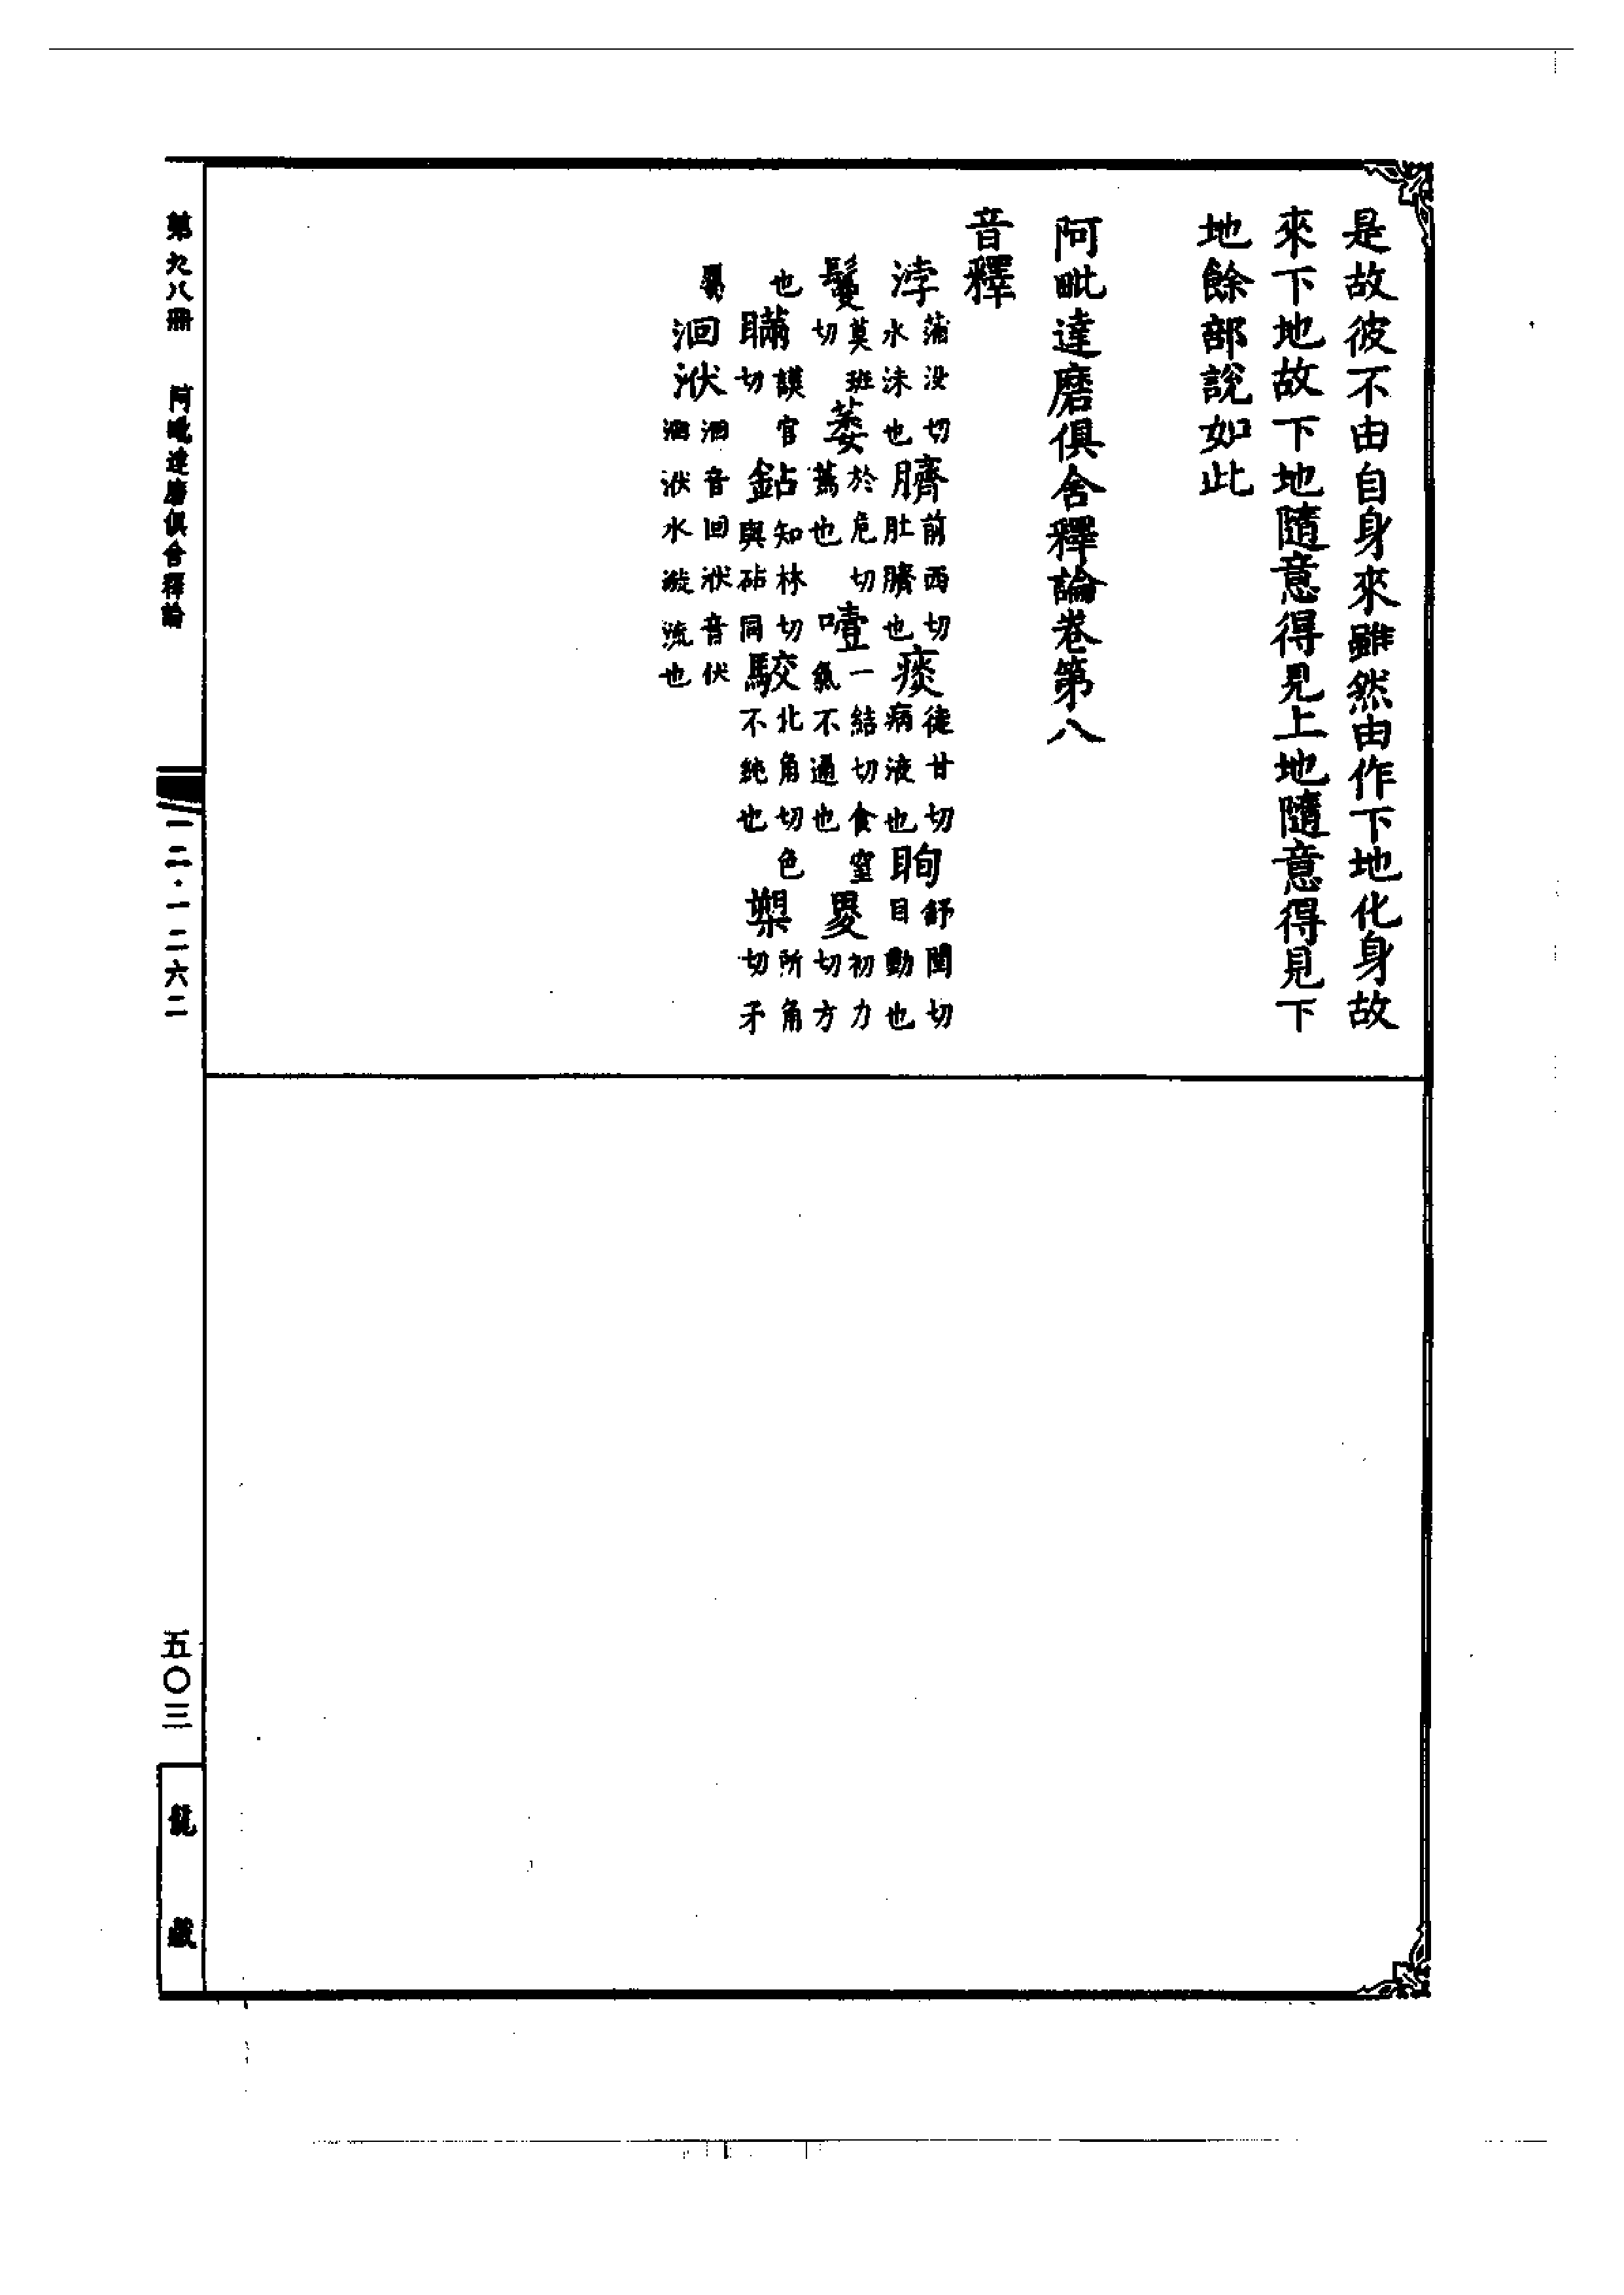 是故彼不由自身來雖然由作下地化身故
來下地故下地隨意得見上地隨意得見下
地餘部說如此
阿毗達磨俱舍釋論卷第八
音釋
浡蒲沒切水沫也臍前西切肚臍也痰徒甘切病液也眴舒閏切目動也
鬘莫班切萎於危切蔫也噎一結切食窒氣不通也畟初力切方
也瞞謨官切鉆知林切與砧同駮北角切色不純也槊所角切矛
屬洄洑洄音回洑音伏洄洑水漩流也
第九八冊 阿毗達磨俱舍釋論
一二·一二六二
五〇三
龍藏